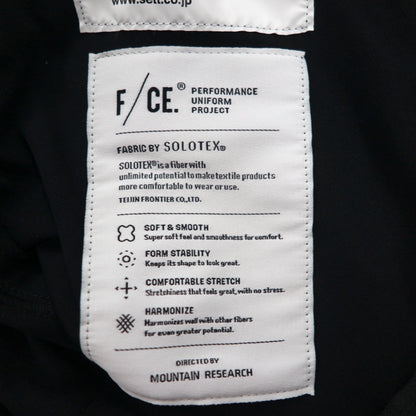 www.sett.co.jp
F/CE.® PERFORMANCE
UNIFORM
PROJECT
FABRIC BY SOLOTEX®
SOLOTEX® is a fiber with
unlimited potential to make textile products
more comfortable to wear or use.
TEIJIN FRONTIER CO.,LTD.
SOFT & SMOOTH
Super soft feel and smoothness for comfort.
FORM STABILITY
Keeps its shape to look great.
COMFORTABLE STRETCH
Stretchiness that feels great, with no stress.
HARMONIZE
Harmonizes well with other fibers
for even greater potential.
DIRECTED BY
MOUNTAIN RESEARCH